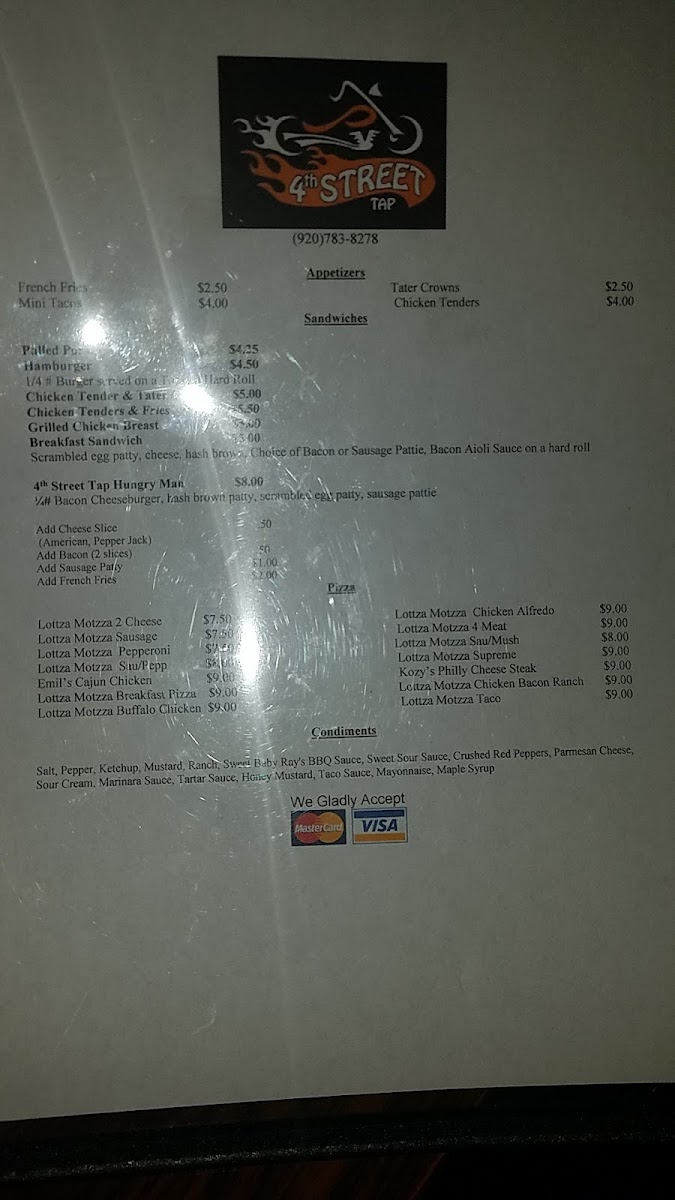 4th STREET
TAP
(920)783-8278
Appetizers
French Fries $2.50 Tater Crowns $2.50
Mini Tacos $4.00 Chicken Tenders $4.00
Sandwiches
Pulled $4.25
Hamburger $4.50
1/4 # Burger served on a Hard Roll
Chicken Tender & Tater $5.00
Chicken Tenders & Fries $5.50
Grilled Chicken Breast
Breakfast Sandwich
Scrambled egg patty, cheese, hash brown, Choice of Bacon or Sausage Pattie, Bacon Aioli Sauce on a hard roll
4th Street Tap Hungry Man $8.00
¼# Bacon Cheeseburger, hash brown patty, scrambled egg patty, sausage pattie
Add Cheese Slice .50
(American, Pepper Jack)
Add Bacon (2 slices) .50
Add Sausage Patty $1.00
Add French Fries $2.00
Pizza
Lottza Motzza 2 Cheese $7.50 Lottza Motzza Chicken Alfredo $9.00
Lottza Motzza Sausage $7.50 Lottza Motzza 4 Meat $9.00
Lottza Motzza Pepperoni $7.50 Lottza Motzza Sau/Mush $8.00
Lottza Motzza Sau/Pepp $8.00 Lottza Motzza Supreme $9.00
Emil's Cajun Chicken $9.00 Kozy's Philly Cheese Steak $9.00
Lottza Motzza Breakfast Pizza $9.00 Lottza Motzza Chicken Bacon Ranch $9.00
Lottza Motzza Buffalo Chicken $9.00 Lottza Motzza Taco $9.00
Condiments
Salt, Pepper, Ketchup, Mustard, Ranch, Sweet Baby Ray's BBQ Sauce, Sweet Sour Sauce, Crushed Red Peppers, Parmesan Cheese,
Sour Cream, Marinara Sauce, Tartar Sauce, Honey Mustard, Taco Sauce, Mayonnaise, Maple Syrup
We Gladly Accept
MasterCard VISA